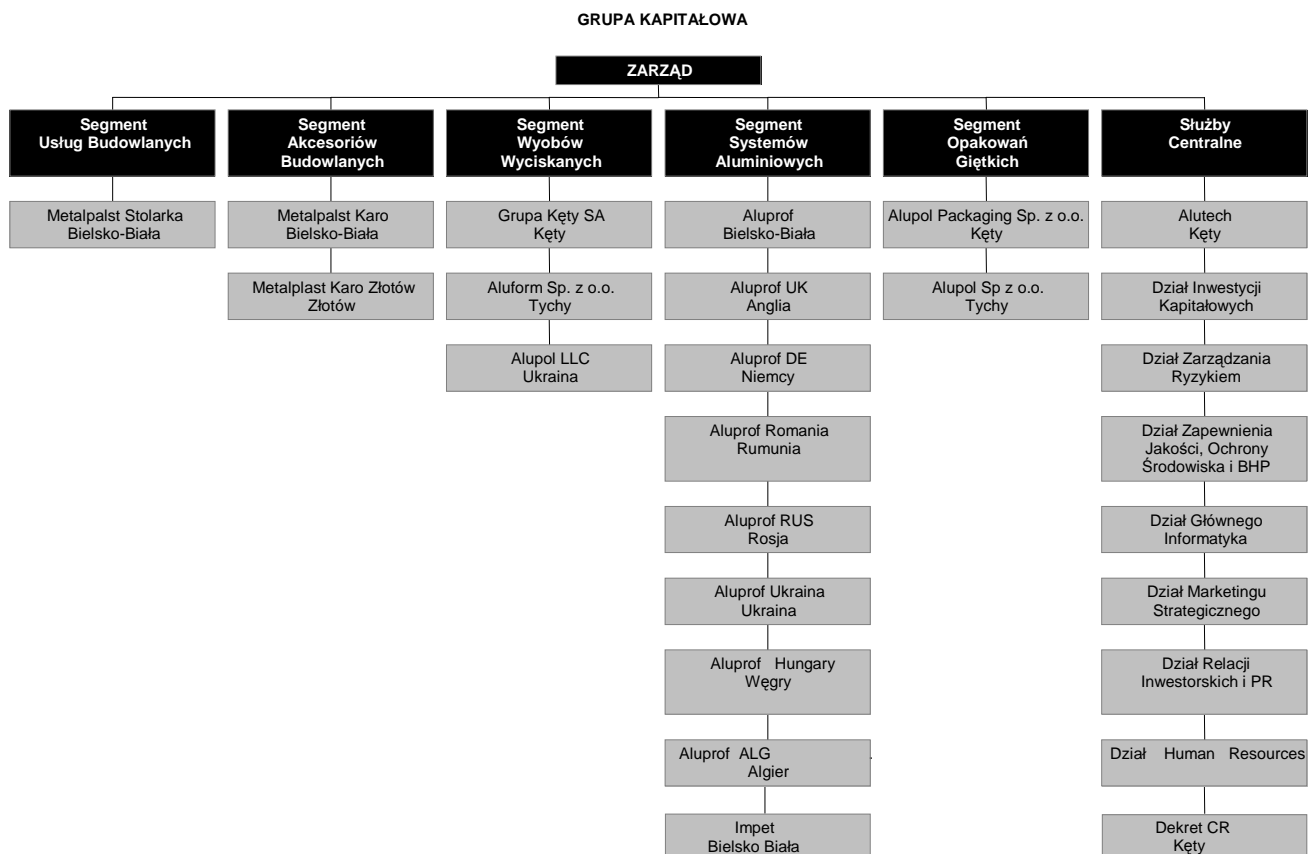 GRUPA KAPITAŁOWA
ZARZĄD
Segment
Usług Budowlanych
Metalpalst Stolarka
Bielsko-Biała
Segment
Akcesoriów
Budowlanych
Metalpalst Karo
Bielsko-Biała
Metalplast Karo Złotów
Złotów
Segment
Wyobów
Wyciskanych
Grupa Kęty SA
Kęty
Aluform Sp. z o.o.
Tychy
Alupol LLC
Ukraina
Segment
Systemów
Aluminiowych
Aluprof
Bielsko-Biała
Aluprof UK
Anglia
Aluprof DE
Niemcy
Aluprof Romania
Rumunia
Aluprof RUS
Rosja
Aluprof Ukraina
Ukraina
Aluprof Hungary
Węgry
Aluprof ALG .
Algier
Impet
Bielsko Biała
Segment
Opakowań
Giętkich
Alupol Packaging Sp. z o.o.
Kęty
Alupol Sp z o.o.
Tychy
Służby
Centralne
Alutech
Kęty
Dział Inwestycji
Kapitałowych
Dział Zarządzania
Ryzykiem
Dział Zapewnienia
Jakości, Ochrony
Środowiska i BHP
Dział Głównego
Informatyka
Dział Marketingu
Strategicznego
Dział Relacji
Inwestorskich i PR
Dział Human Resources
Dekret CR
Kęty